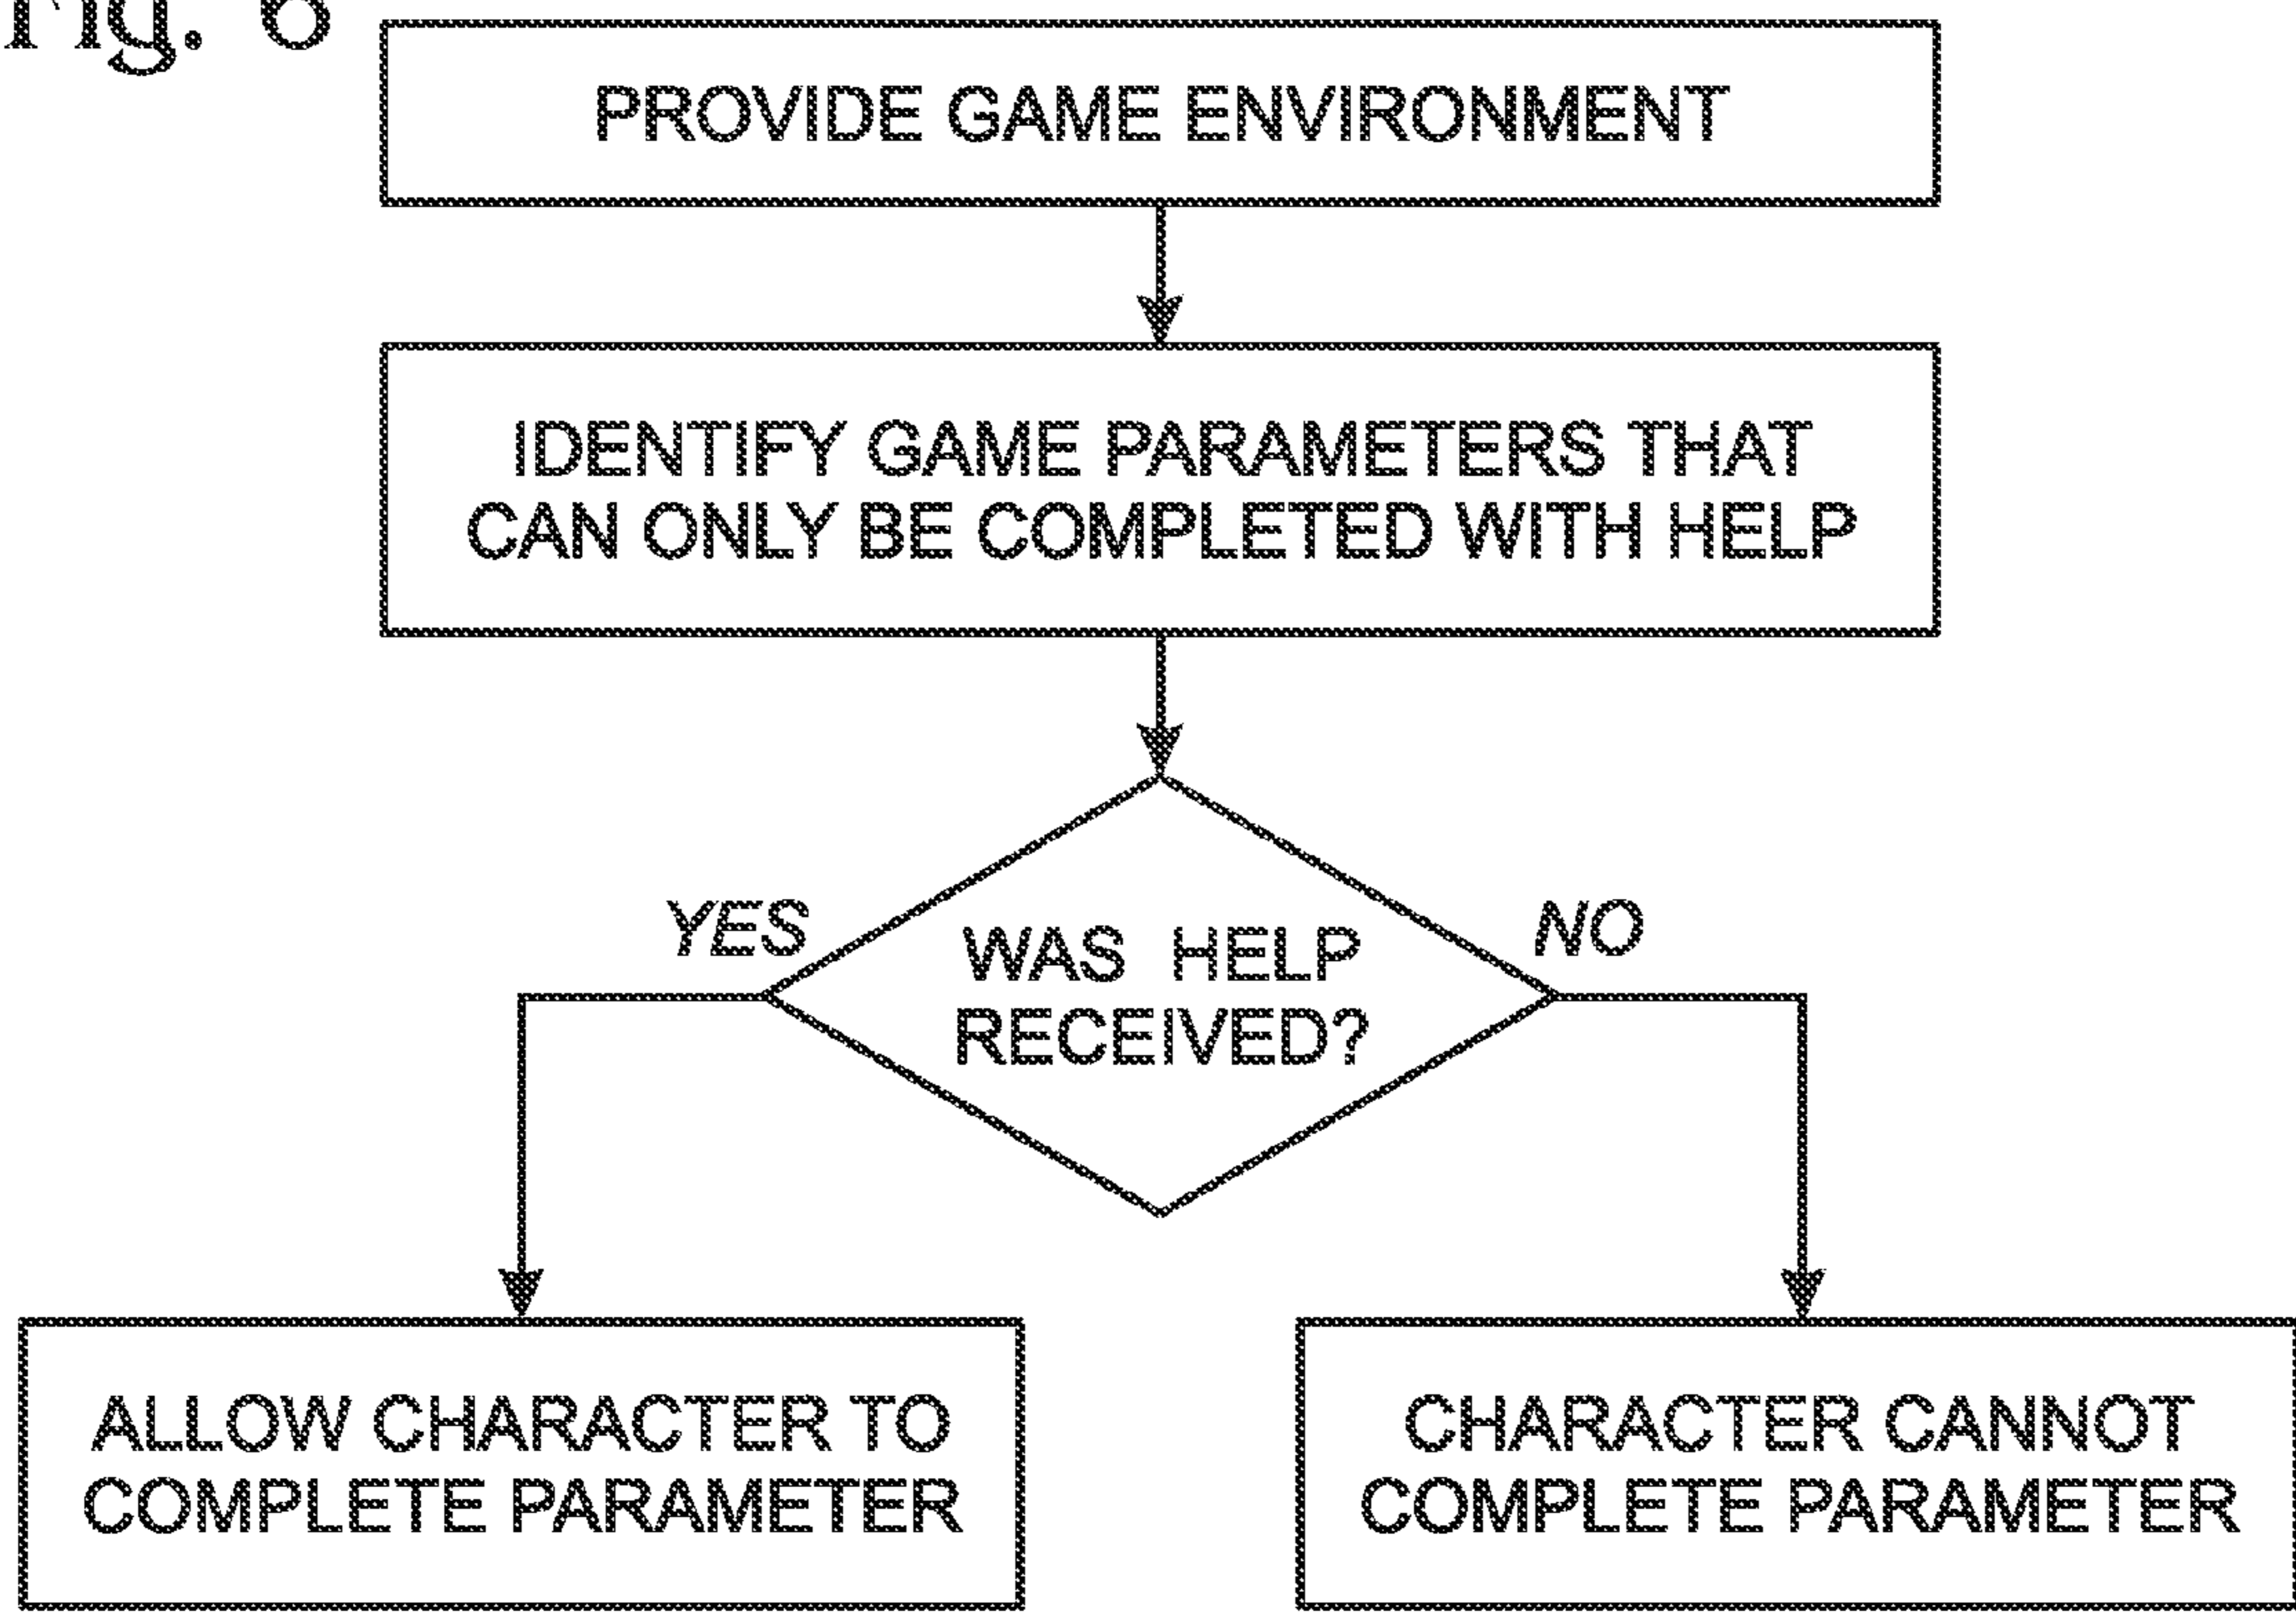 Fig. 6
PROVIDE GAME ENVIRONMENT
IDENTIFY GAME PARAMETERS THAT
CAN ONLY BE COMPLETED WITH HELP
YES
WAS HELP
RECEIVED?
NO
ALLOW CHARACTER TO
COMPLETE PARAMETER
CHARACTER CANNOT
COMPLETE PARAMETER